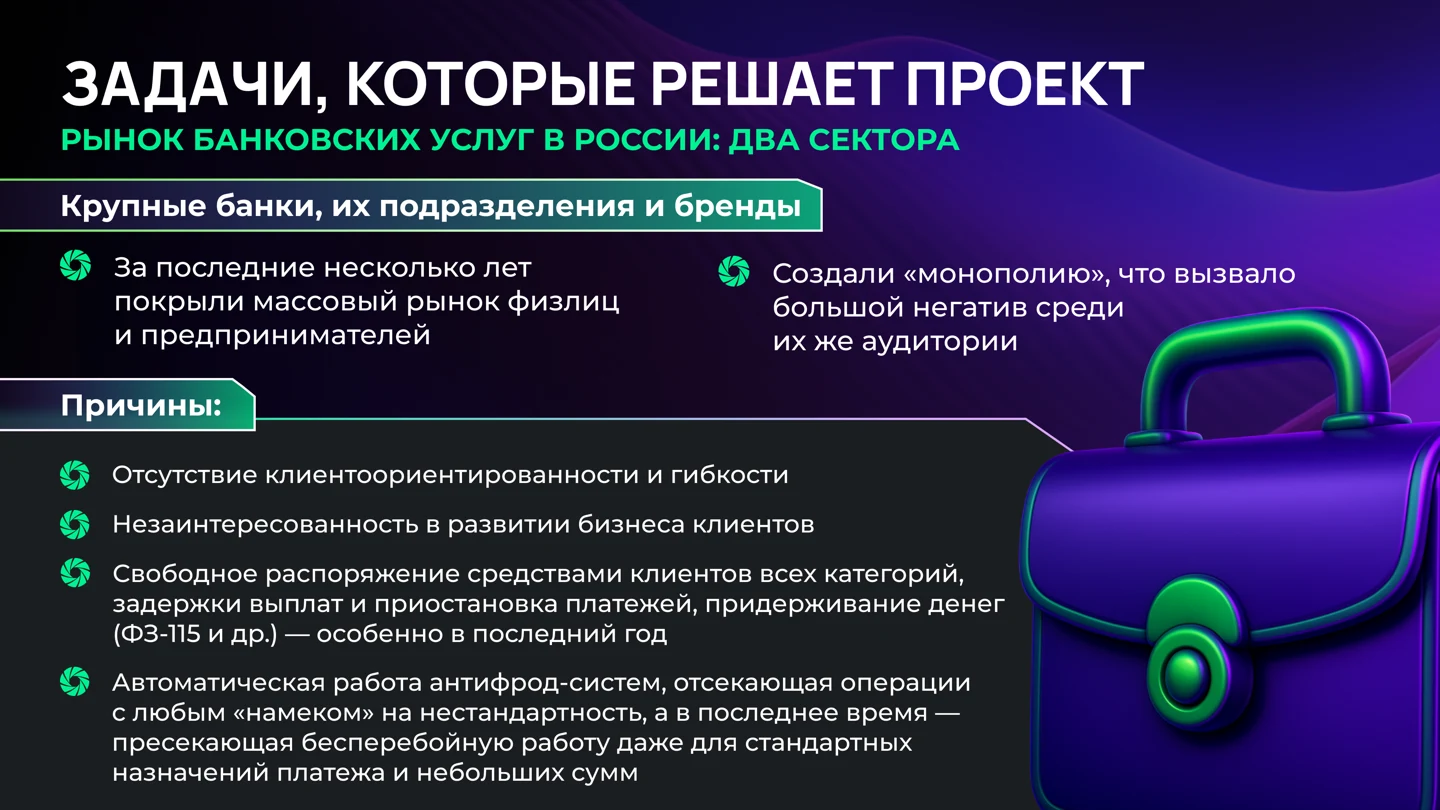 ЗАДАЧИ, КОТОРЫЕ РЕШАЕТ ПРОЕКТ
РЫНОК БАНКОВСКИХ УСЛУГ В РОССИИ: ДВА СЕКТОРА
Крупные банки, их подразделения и бренды
За последние несколько лет
покрыли массовый рынок физлиц
и предпринимателей
Создали «монополию», что вызвало
большой негатив среди
их же аудитории
Причины:
Отсутствие клиентоориентированности и гибкости
Незаинтересованность в развитии бизнеса клиентов
Свободное распоряжение средствами клиентов всех категорий,
задержки выплат и приостановка платежей, придерживание денег
(ФЗ-115 и др.) — особенно в последний год
Автоматическая работа антифрод-систем, отсекающая операции
с любым «намеком» на нестандартность, а в последнее время —
пресекающая бесперебойную работу даже для стандартных
назначений платежа и небольших сумм